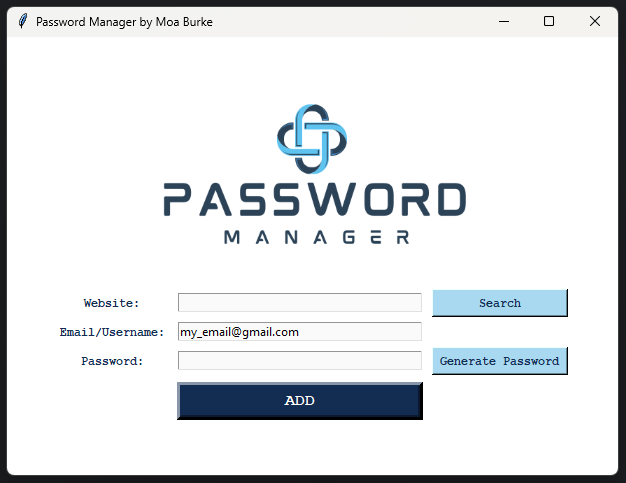 Password Manager by Moa Burke
PASSWORD
MANAGER
Website:
Search
Email/Username:
my_email@gmail.com
Password:
Generate Password
ADD